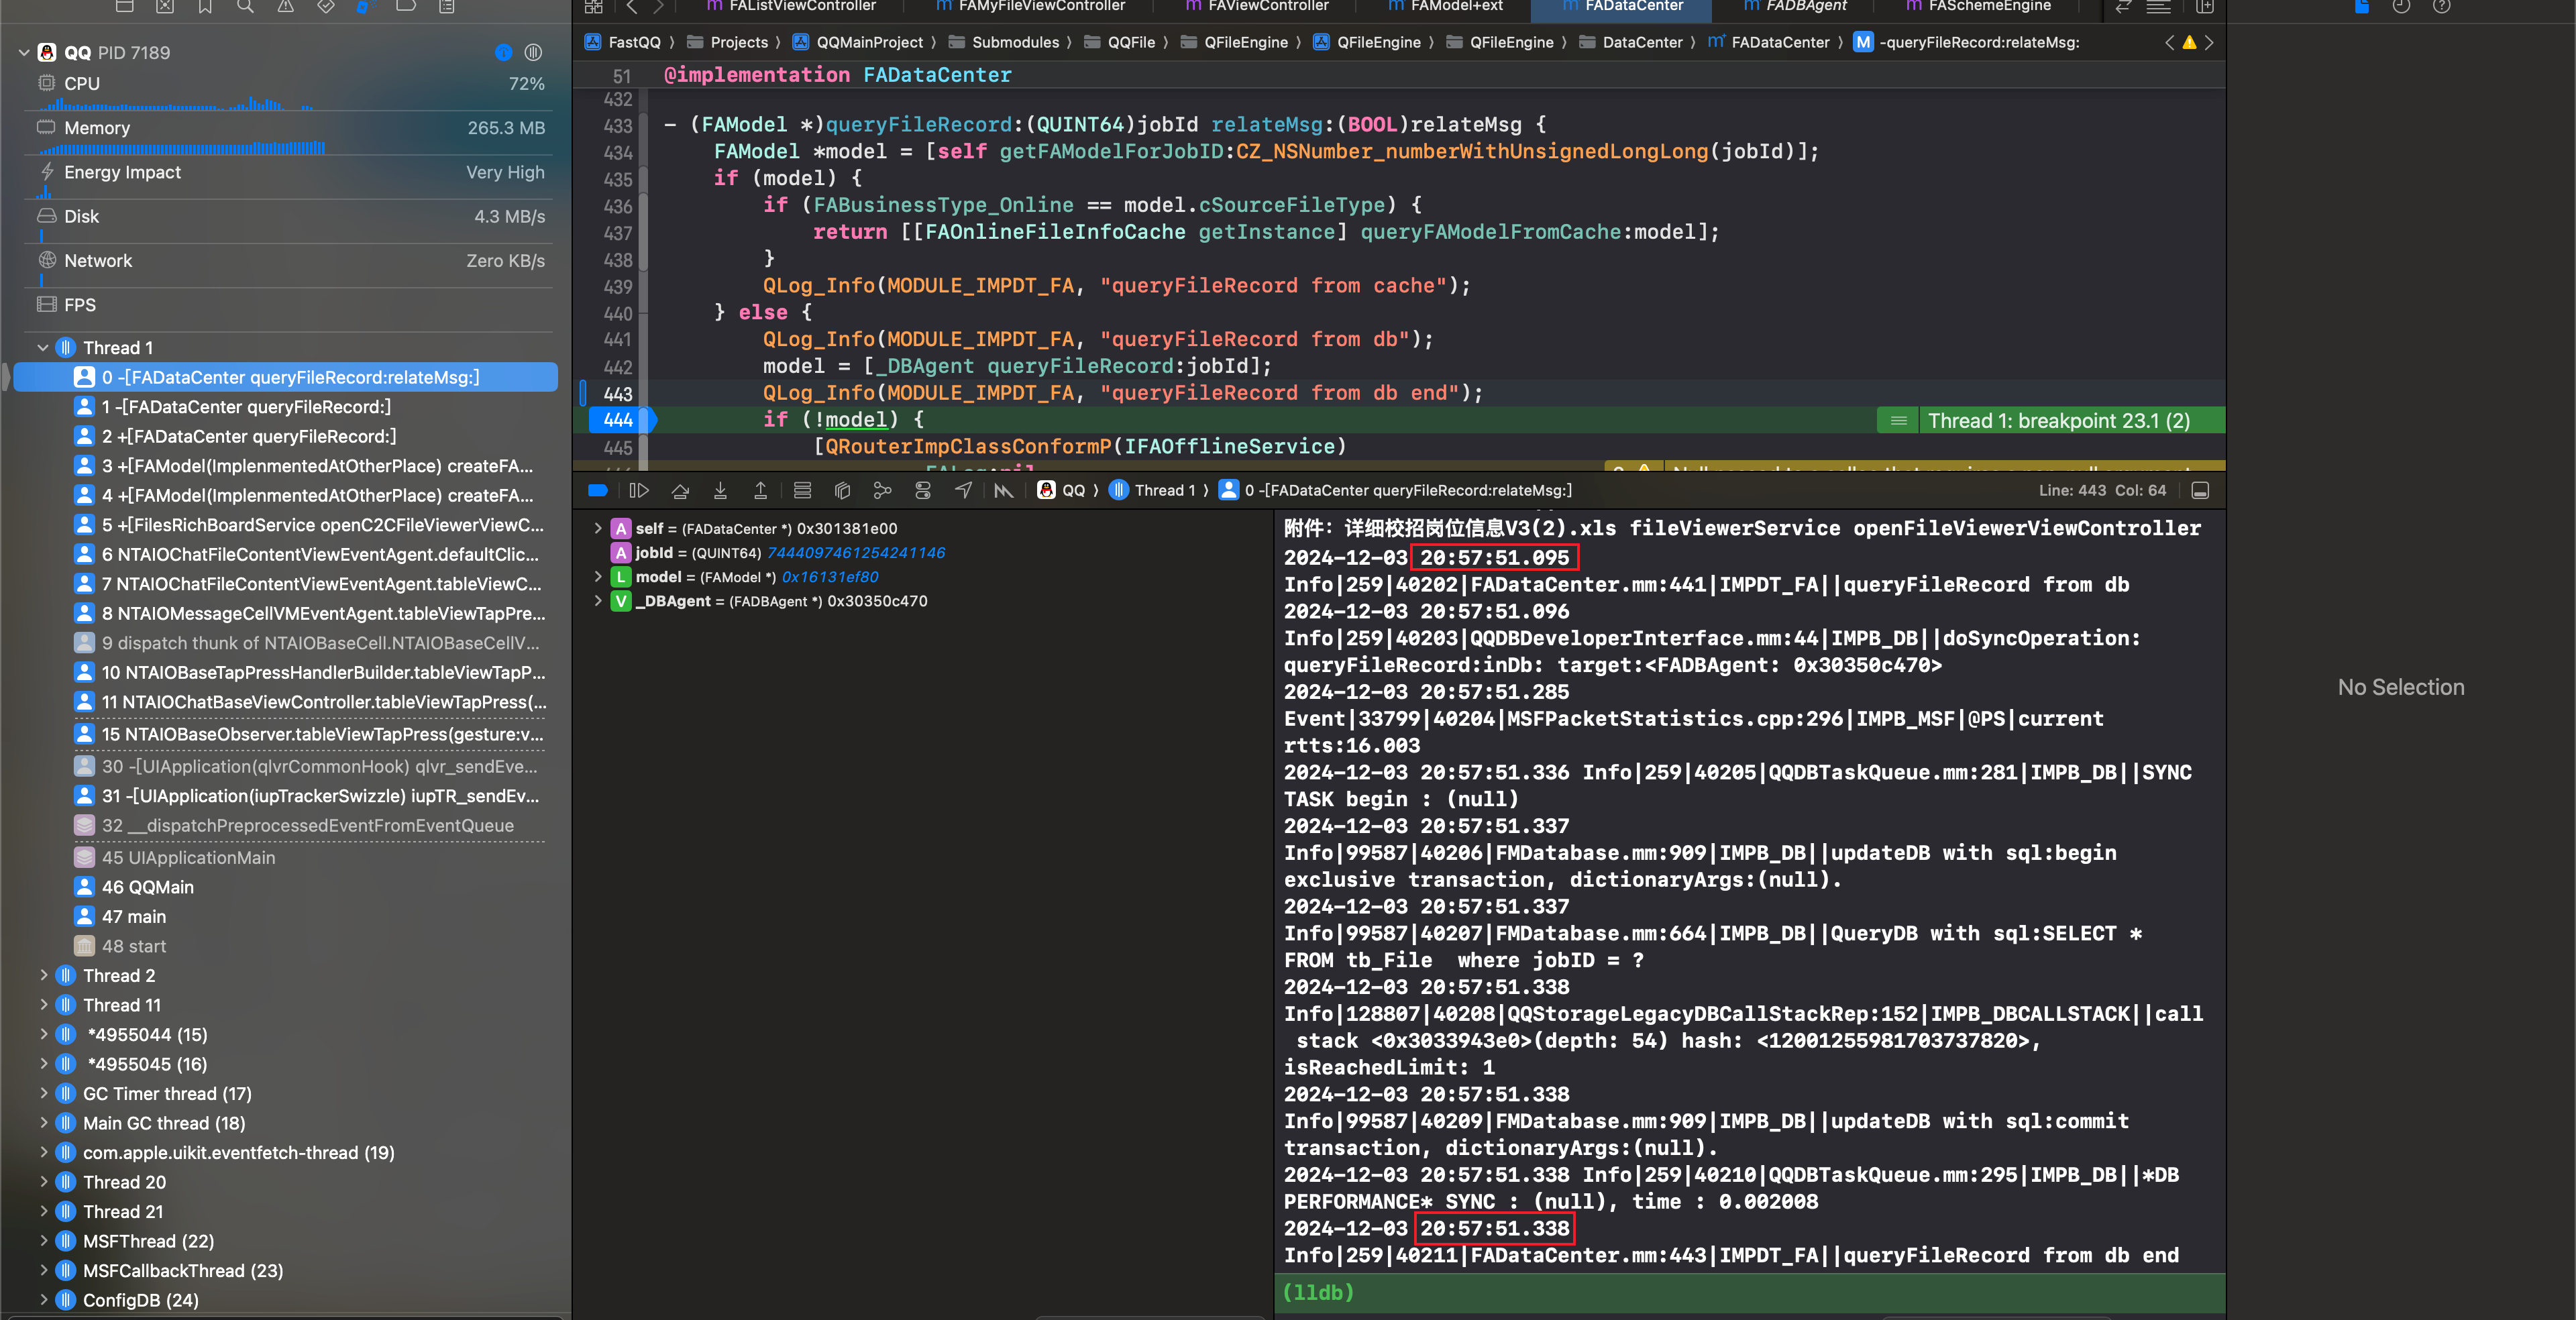 FAListViewController
FAMyFileViewController
FAViewController
FAModel+ext
FADataCenter
FADBAgent
FASchemeEngine
QQ PID 7189
CPU 72%
Memory 265.3 MB
Energy Impact Very High
Disk 4.3 MB/s
Network Zero KB/s
FPS
Thread 1
0 -[FADataCenter queryFileRecord:relateMsg:]
1 -[FADataCenter queryFileRecord:]
2 +[FADataCenter queryFileRecord:]
3 +[FAModel(ImplenmentedAtOtherPlace) createFA...
4 +[FAModel(ImplenmentedAtOtherPlace) createFA...
5 +[FilesRichBoardService openC2CFileViewerViewC...
6 NTAIOChatFileContentViewEventAgent.defaultClic...
7 NTAIOChatFileContentViewEventAgent.tableViewC...
8 NTAIOMessageCellVMEventAgent.tableViewTapPre...
9 dispatch thunk of NTAIOBaseCell.NTAIOBaseCellV...
10 NTAIOBaseTapPressHandlerBuilder.tableViewTapP...
11 NTAIOChatBaseViewController.tableViewTapPress(...
15 NTAIOBaseObserver.tableViewTapPress(gesture:v...
30 -[UIApplication(qlvrCommonHook) qlvr_sendEve...
31 -[UIApplication(iupTrackerSwizzle) iupTR_sendEv...
32 __dispatchPreprocessedEventFromEventQueue
45 UIApplicationMain
46 QQMain
47 main
48 start
Thread 2
Thread 11
*4955044 (15)
*4955045 (16)
GC Timer thread (17)
Main GC thread (18)
com.apple.uikit.eventfetch-thread (19)
Thread 20
Thread 21
MSFThread (22)
MSFCallbackThread (23)
ConfigDB (24)
FastQQ 〉 Projects 〉 QQMainProject 〉 Submodules 〉 QQFile 〉 QFileEngine 〉 QFileEngine 〉 QFileEngine 〉 DataCenter 〉 FADataCenter 〉 M -queryFileRecord:relateMsg:
51 @implementation FADataCenter
432
433 - (FAModel *)queryFileRecord:(QUINT64)jobId relateMsg:(BOOL)relateMsg {
434 FAModel *model = [self getFAModelForJobID:CZ_NSNumber_numberWithUnsignedLongLong(jobId)];
435 if (model) {
436 if (FABusinessType_Online == model.cSourceFileType) {
437 return [[FAOnlineFileInfoCache getInstance] queryFAModelFromCache:model];
438 }
439 QLog_Info(MODULE_IMPDT_FA, "queryFileRecord from cache");
440 } else {
441 QLog_Info(MODULE_IMPDT_FA, "queryFileRecord from db");
442 model = [_DBAgent queryFileRecord:jobId];
443 QLog_Info(MODULE_IMPDT_FA, "queryFileRecord from db end");
444 if (!model) { Thread 1: breakpoint 23.1 (2)
445 [QRouterImpClassConformP(IFAOfflineService)
QQ 〉 Thread 1 〉 0 -[FADataCenter queryFileRecord:relateMsg:] Line: 443 Col: 64
A self = (FADataCenter *) 0x301381e00
A jobId = (QUINT64) 7444097461254241146
L model = (FAModel *) 0x16131ef80
V _DBAgent = (FADBAgent *) 0x30350c470
附件：详细校招岗位信息V3(2).xls fileViewerService openFileViewerViewController
2024-12-03 20:57:51.095
Info|259|40202|FADataCenter.mm:441|IMPDT_FA||queryFileRecord from db
2024-12-03 20:57:51.096
Info|259|40203|QQDBDeveloperInterface.mm:44|IMPB_DB||doSyncOperation:
queryFileRecord:inDb: target:<FADBAgent: 0x30350c470>
2024-12-03 20:57:51.285
Event|33799|40204|MSFPacketStatistics.cpp:296|IMPB_MSF|@PS|current
rtts:16.003
2024-12-03 20:57:51.336 Info|259|40205|QQDBTaskQueue.mm:281|IMPB_DB||SYNC
TASK begin : (null)
2024-12-03 20:57:51.337
Info|99587|40206|FMDatabase.mm:909|IMPB_DB||updateDB with sql:begin
exclusive transaction, dictionaryArgs:(null).
2024-12-03 20:57:51.337
Info|99587|40207|FMDatabase.mm:664|IMPB_DB||QueryDB with sql:SELECT *
FROM tb_File  where jobID = ?
2024-12-03 20:57:51.338
Info|128807|40208|QQStorageLegacyDBCallStackRep:152|IMPB_DBCALLSTACK||call
stack <0x3033943e0>(depth: 54) hash: <12001255981703737820>,
isReachedLimit: 1
2024-12-03 20:57:51.338
Info|99587|40209|FMDatabase.mm:909|IMPB_DB||updateDB with sql:commit
transaction, dictionaryArgs:(null).
2024-12-03 20:57:51.338 Info|259|40210|QQDBTaskQueue.mm:295|IMPB_DB||*DB
PERFORMANCE* SYNC : (null), time : 0.002008
2024-12-03 20:57:51.338
Info|259|40211|FADataCenter.mm:443|IMPDT_FA||queryFileRecord from db end
(lldb)
No Selection